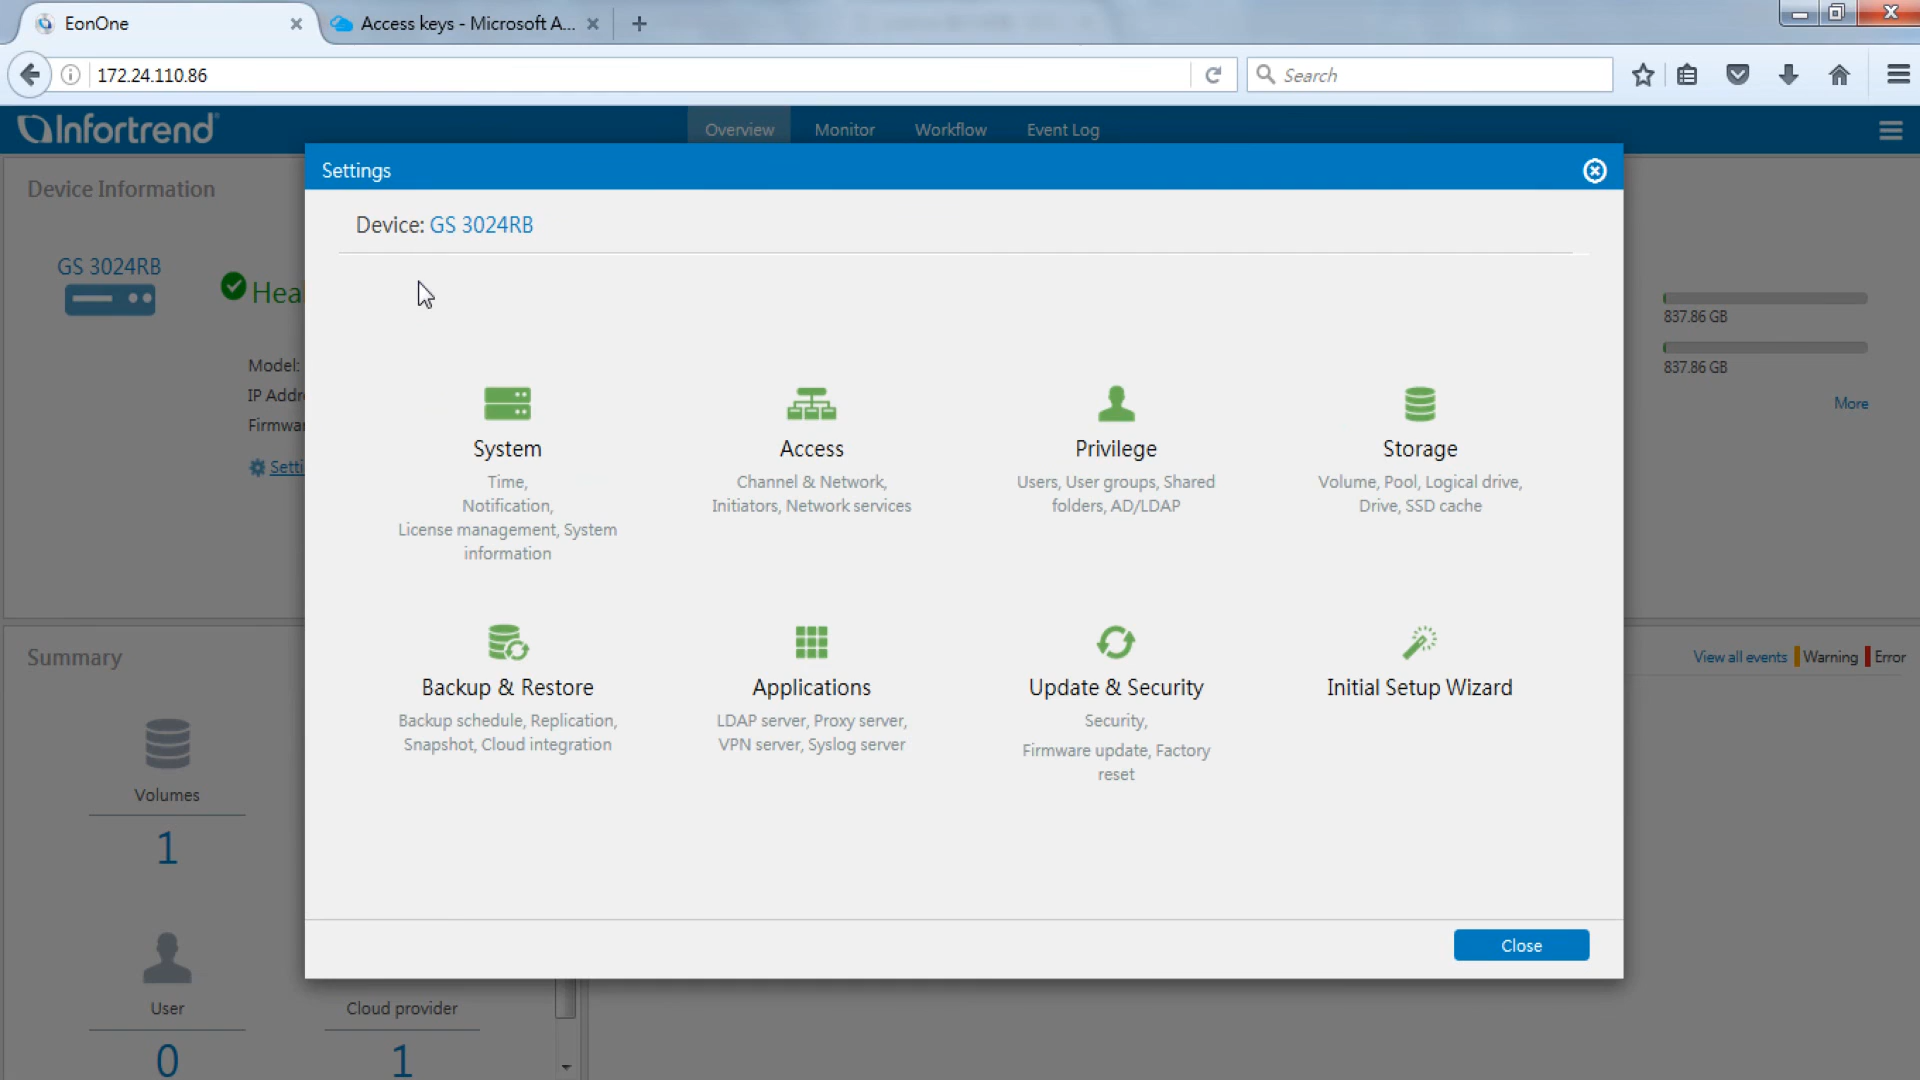 EonOne
Access keys - Microsoft A...
172.24.110.86
Search
Infortrend
Overview
Monitor
Workflow
Event Log
Settings
Device: GS 3024RB
Device Information
GS 3024RB
Hea
Model:
IP Addr
Firmwar
Setti
837.86 GB
837.86 GB
More
System
Time,
Notification,
License management, System
information
Access
Channel & Network,
Initiators, Network services
Privilege
Users, User groups, Shared
folders, AD/LDAP
Storage
Volume, Pool, Logical drive,
Drive, SSD cache
Backup & Restore
Backup schedule, Replication,
Snapshot, Cloud integration
Applications
LDAP server, Proxy server,
VPN server, Syslog server
Update & Security
Security,
Firmware update, Factory
reset
Initial Setup Wizard
Close
Summary
View all events
Warning
Error
Volumes
1
User
0
Cloud provider
1